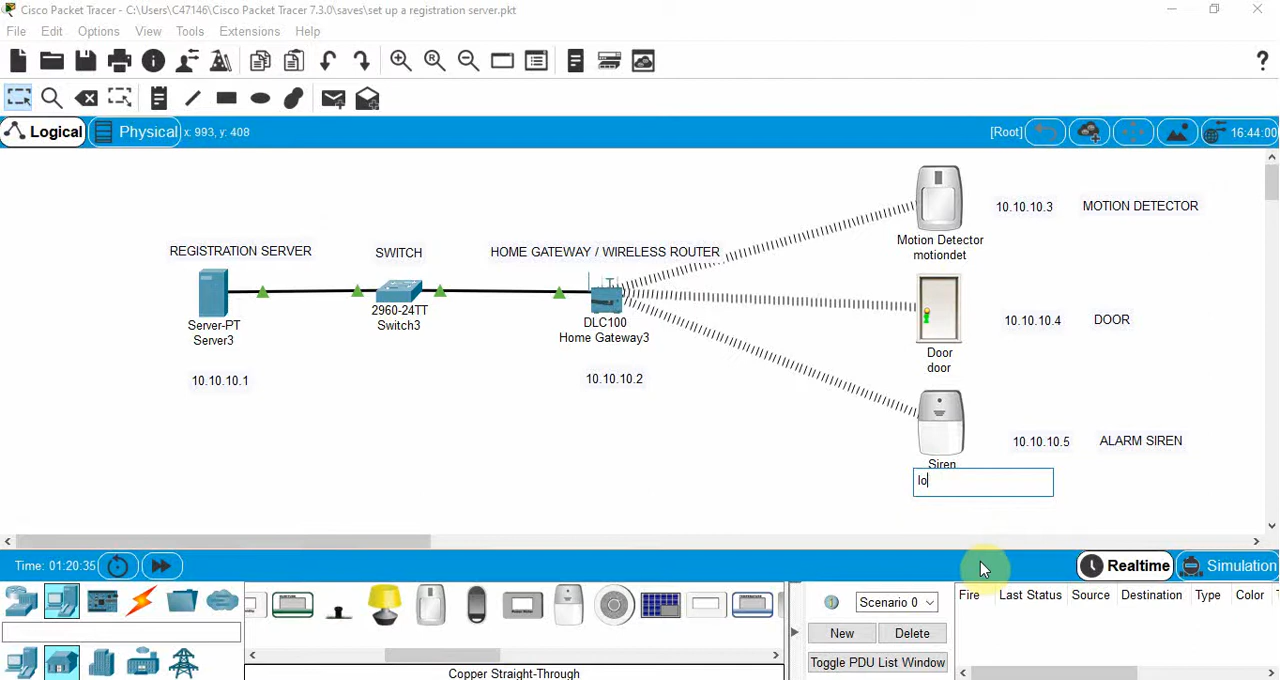 Cisco Packet Tracer - C:\Users\C47146\Cisco Packet Tracer 7.3.0\saves\set up a registration server.pkt
File Edit Options View Tools Extensions Help
Logical Physical x: 993, y: 408 [Root] 16:44:00
10.10.10.3 MOTION DETECTOR
Motion Detector
motiondet
REGISTRATION SERVER SWITCH HOME GATEWAY / WIRELESS ROUTER
2960-24TT
Switch3
Server-PT
Server3
DLC100
Home Gateway3
10.10.10.4 DOOR
Door
door
10.10.10.1
10.10.10.2
10.10.10.5 ALARM SIREN
Siren
lo
Time: 01:20:35 Realtime Simulation
Scenario 0 Fire Last Status Source Destination Type Color
New Delete
Toggle PDU List Window
Copper Straight-Through